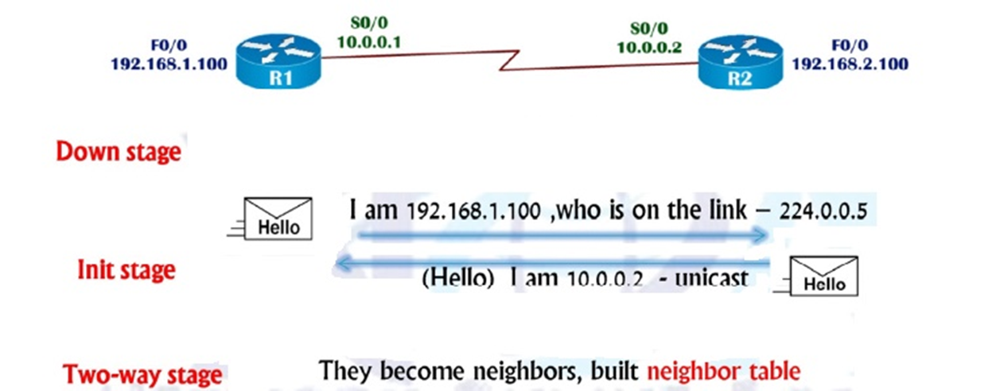 S0/0
10.0.0.1
S0/0
10.0.0.2
F0/0
192.168.1.100
F0/0
192.168.2.100
R1
R2
Down stage
Hello
I am 192.168.1.100 ,who is on the link – 224.0.0.5
Init stage
(Hello) I am 10.0.0.2 - unicast
Hello
Two-way stage
They become neighbors, built neighbor table